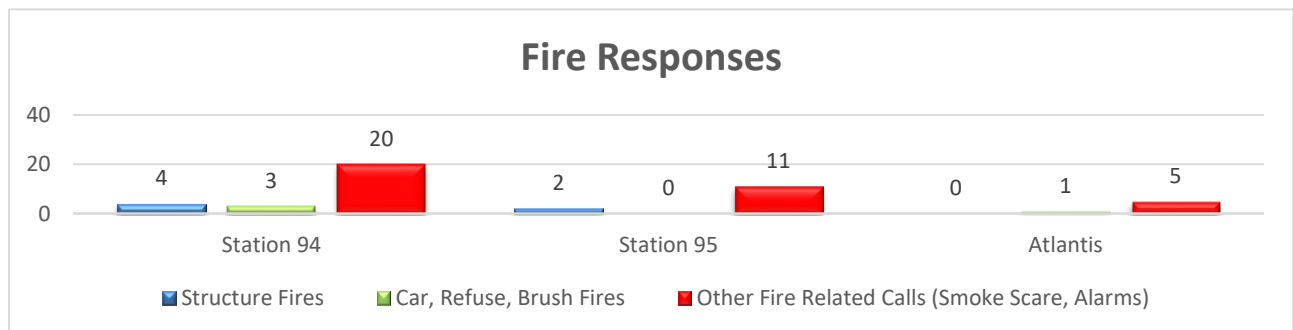 Fire Responses
40
20
0
4
3
20
2
0
11
0
1
5
Station 94
Station 95
Atlantis
Structure Fires
Car, Refuse, Brush Fires
Other Fire Related Calls (Smoke Scare, Alarms)